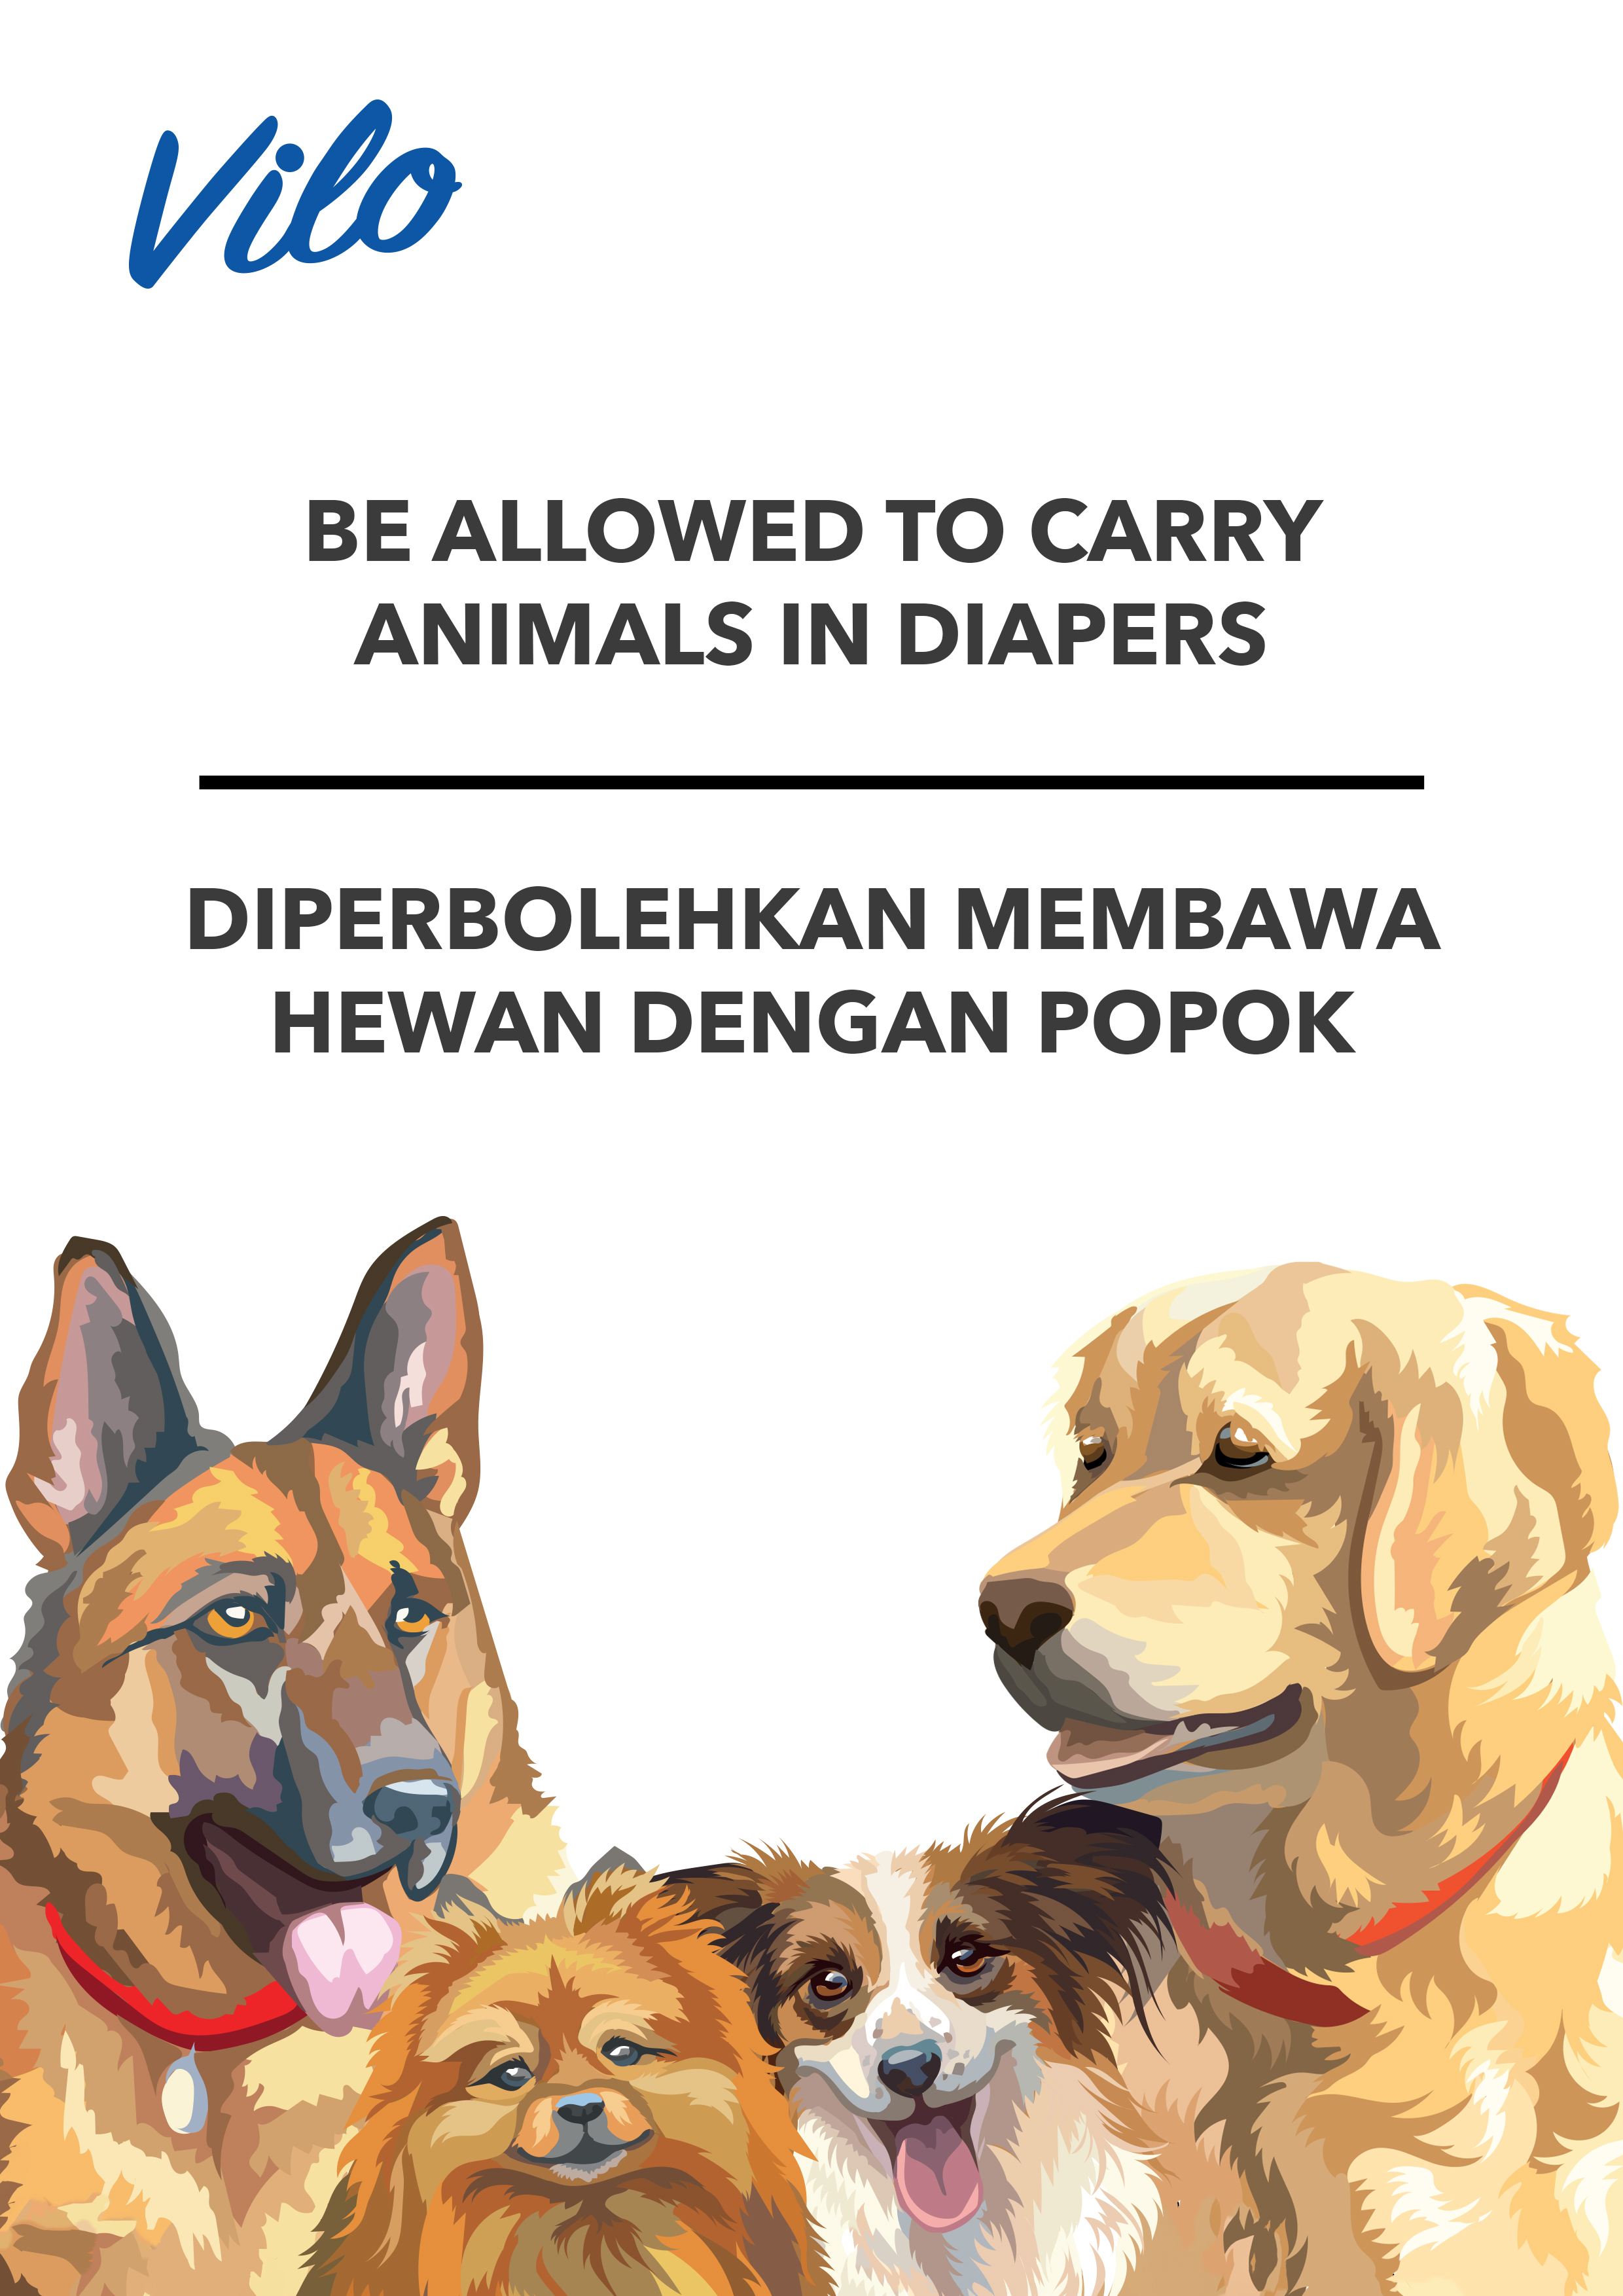 Vilo
BE ALLOWED TO CARRY
ANIMALS IN DIAPERS
DIPERBOLEHKAN MEMBAWA
HEWAN DENGAN POPOK